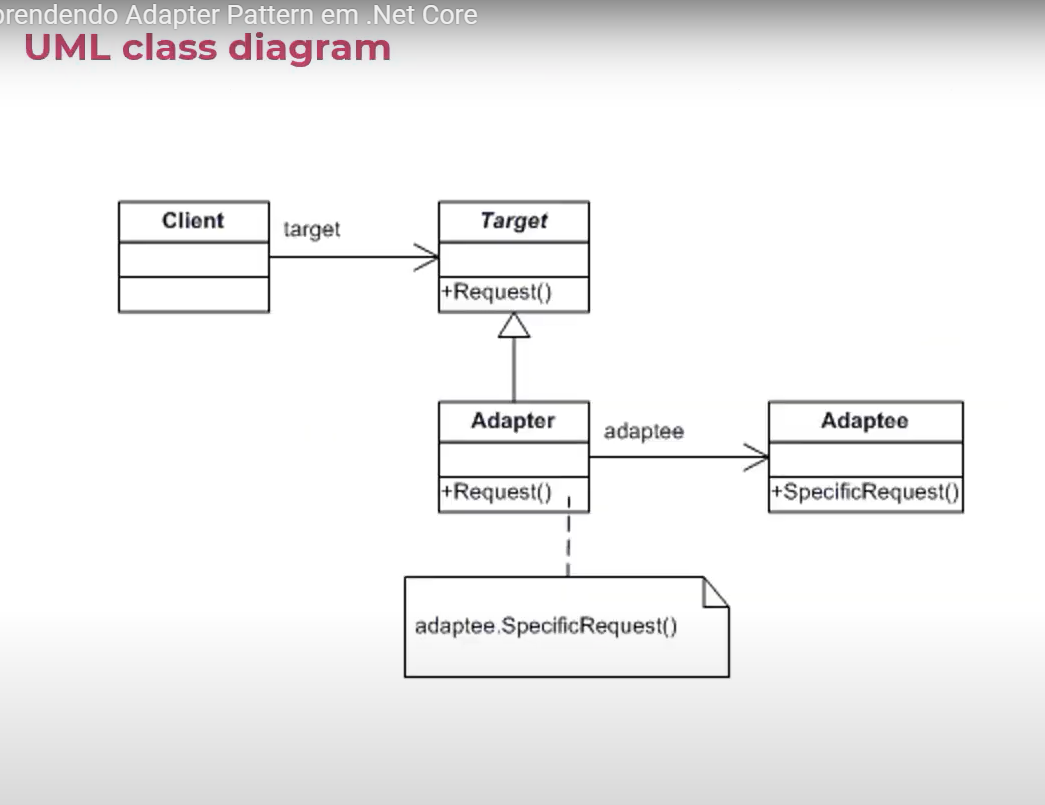 prendendo Adapter Pattern em .Net Core
UML class diagram
Client
target
Target
+Request()
Adapter
adaptee
Adaptee
+Request()
+SpecificRequest()
adaptee.SpecificRequest()